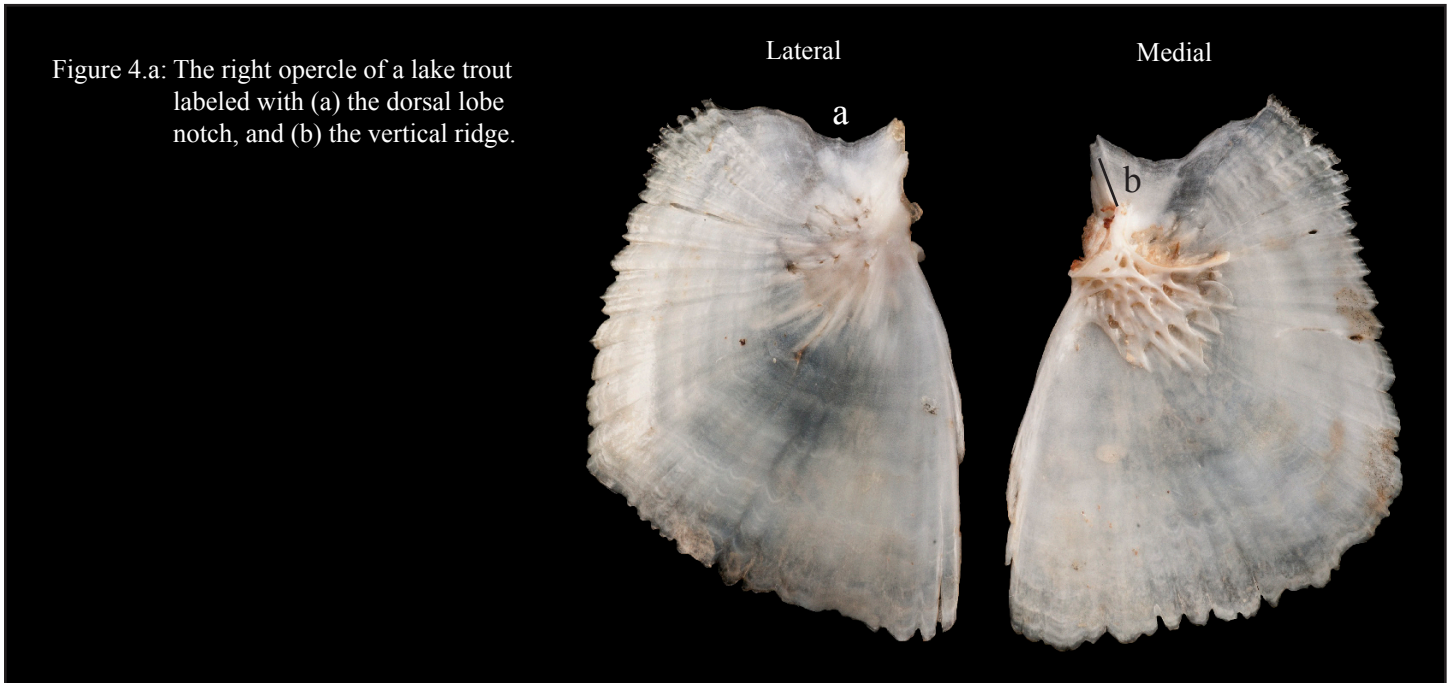 Figure 4.a: The right opercle of a lake trout
labeled with (a) the dorsal lobe
notch, and (b) the vertical ridge.
Lateral
Medial
a
b